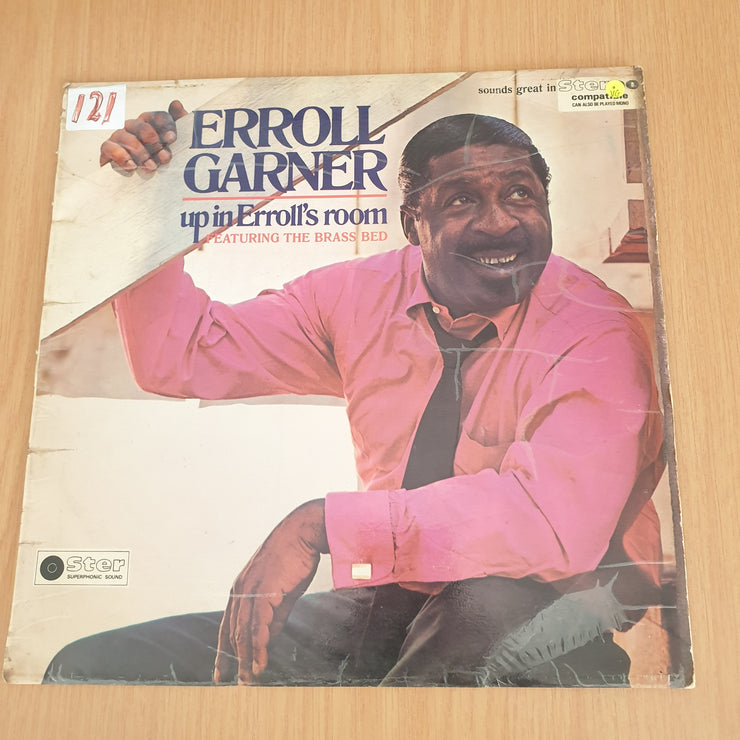 121
sounds great in Stereo
compatible
CAN ALSO BE PLAYED MONO
ERROLL
GARNER
up in Erroll's room
FEATURING THE BRASS BED
Ster
SUPERPHONIC SOUND